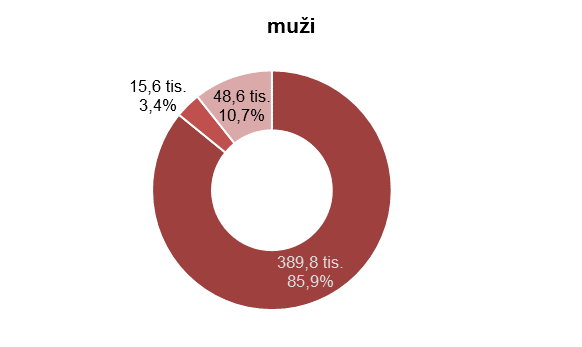 muži
15,6 tis.
3,4%
48,6 tis.
10,7%
389,8 tis.
85,9%